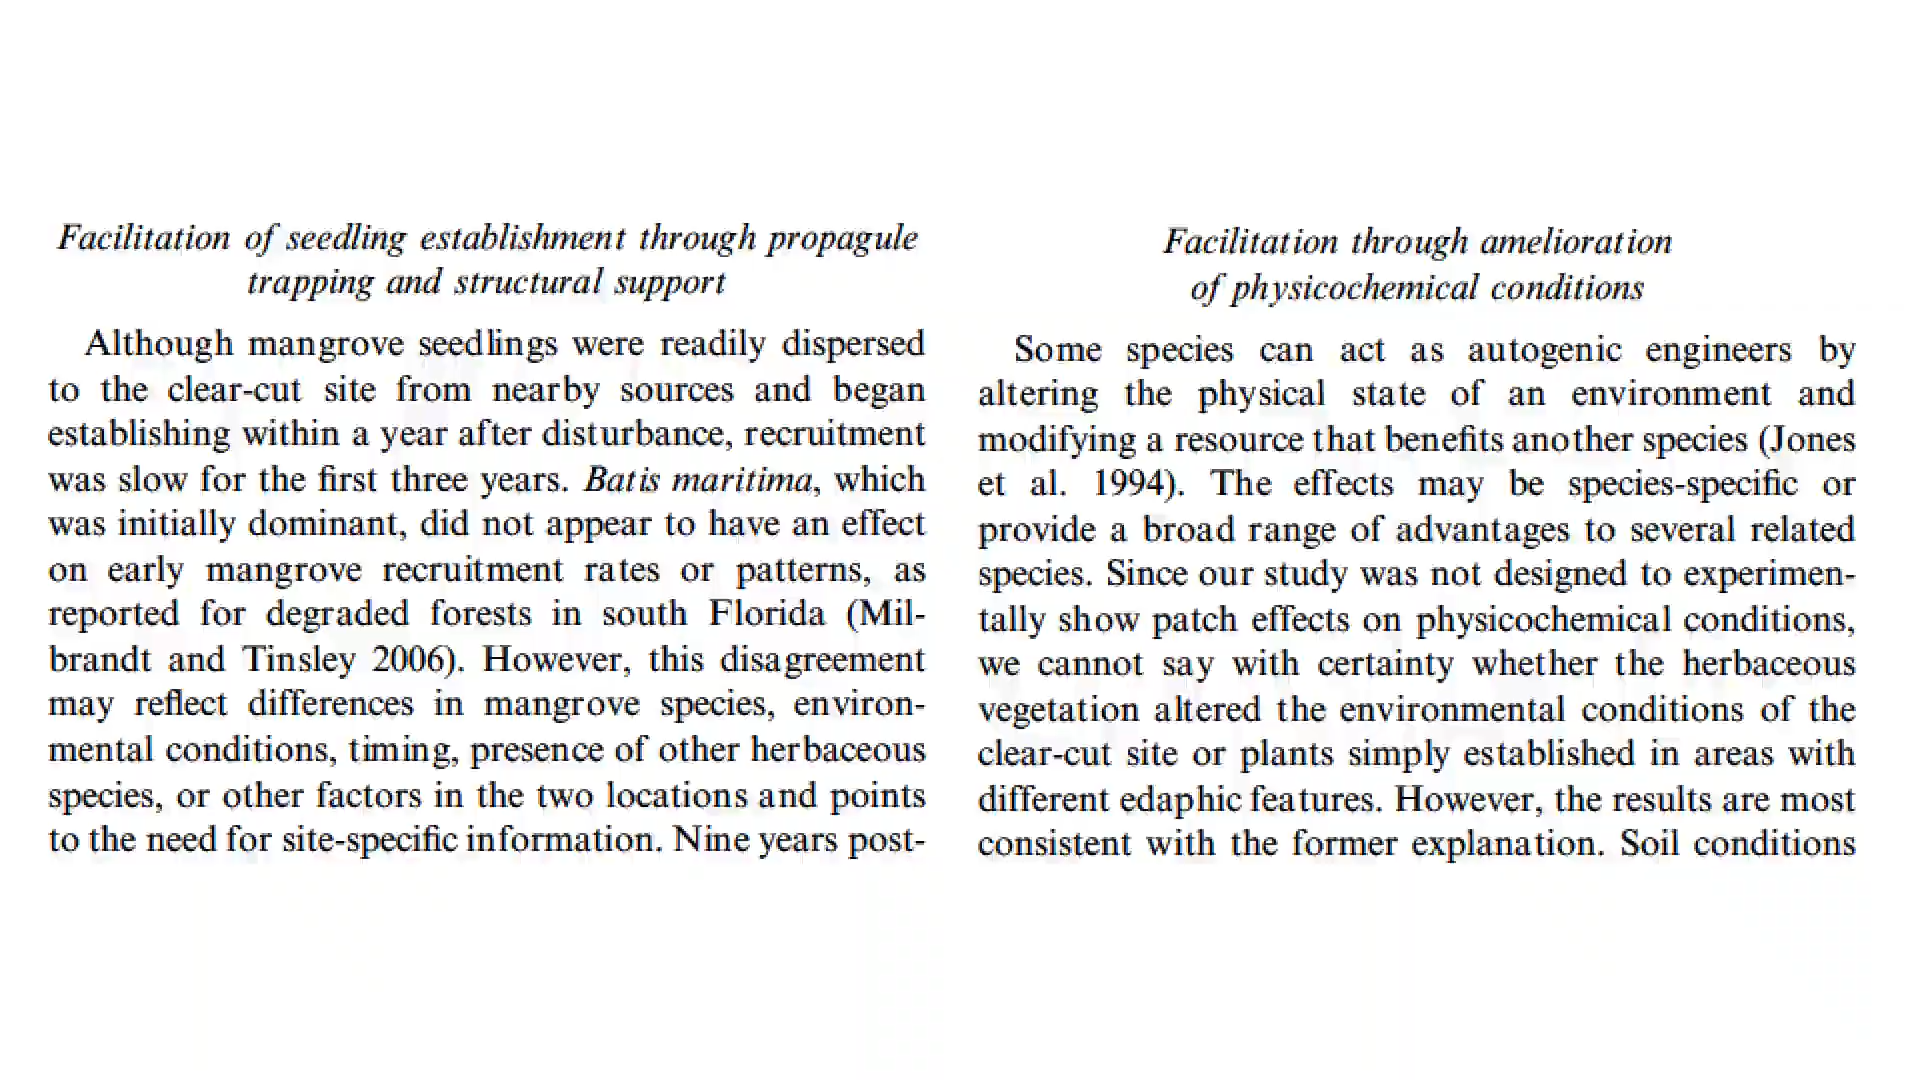 Facilitation of seedling establishment through propagule
trapping and structural support
Although mangrove seedlings were readily dispersed
to the clear-cut site from nearby sources and began
establishing within a year after disturbance, recruitment
was slow for the first three years. Batis maritima, which
was initially dominant, did not appear to have an effect
on early mangrove recruitment rates or patterns, as
reported for degraded forests in south Florida (Mil-
brandt and Tinsley 2006). However, this disagreement
may reflect differences in mangrove species, environ-
mental conditions, timing, presence of other herbaceous
species, or other factors in the two locations and points
to the need for site-specific information. Nine years post-
Facilitation through amelioration
of physicochemical conditions
Some species can act as autogenic engineers by
altering the physical state of an environment and
modifying a resource that benefits another species (Jones
et al. 1994). The effects may be species-specific or
provide a broad range of advantages to several related
species. Since our study was not designed to experimen-
tally show patch effects on physicochemical conditions,
we cannot say with certainty whether the herbaceous
vegetation altered the environmental conditions of the
clear-cut site or plants simply established in areas with
different edaphic features. However, the results are most
consistent with the former explanation. Soil conditions